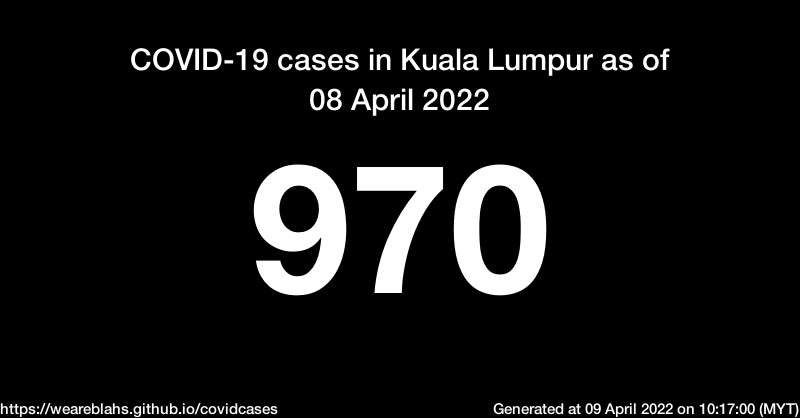 COVID-19 cases in Kuala Lumpur as of
08 April 2022
970
https://weareblahs.github.io/covidcases
Generated at 09 April 2022 on 10:17:00 (MYT)